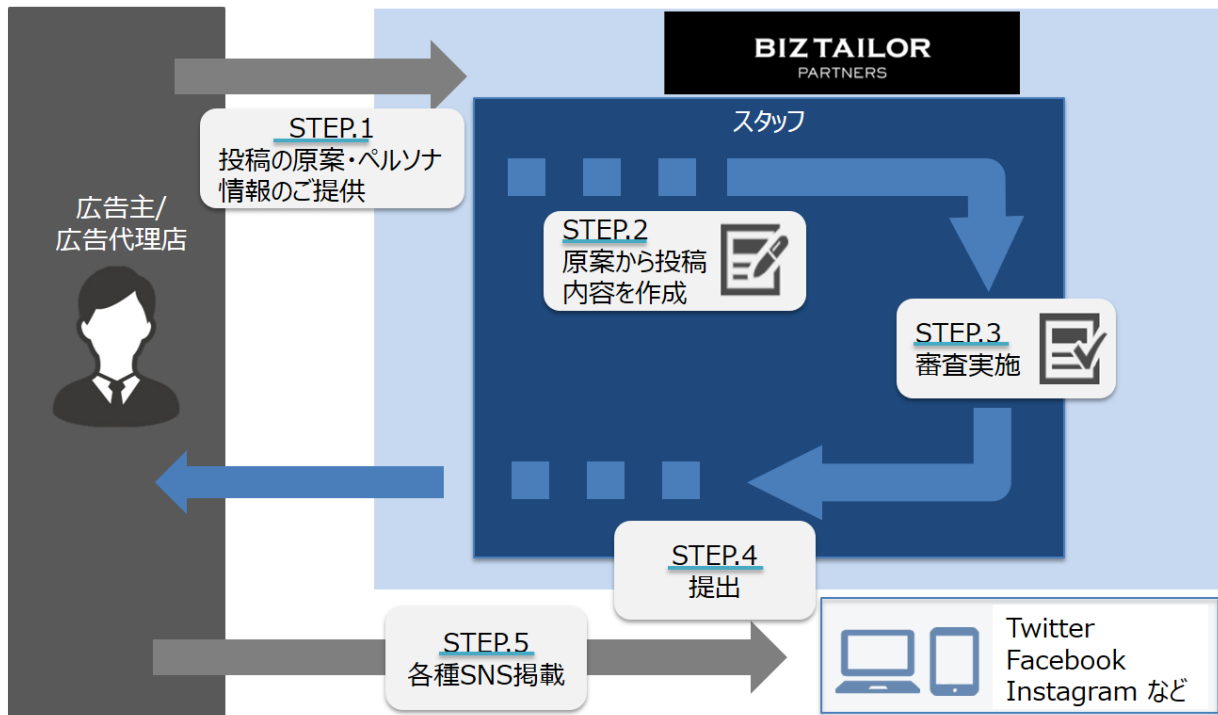 BIZTAILOR
PARTNERS
スタッフ
STEP.1
投稿の原案・ペルソナ
情報のご提供
広告主/
広告代理店
STEP.2
原案から投稿
内容を作成
STEP.3
審査実施
STEP.4
提出
STEP.5
各種SNS掲載
Twitter
Facebook
Instagram など